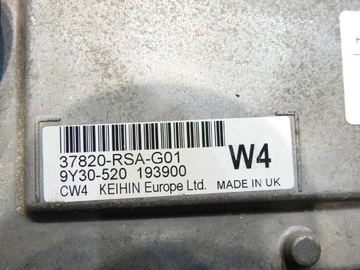 37820-RSA-G01
W4
9Y30-520 193900
CW4 KEIHIN Europe Ltd. MADE IN UK